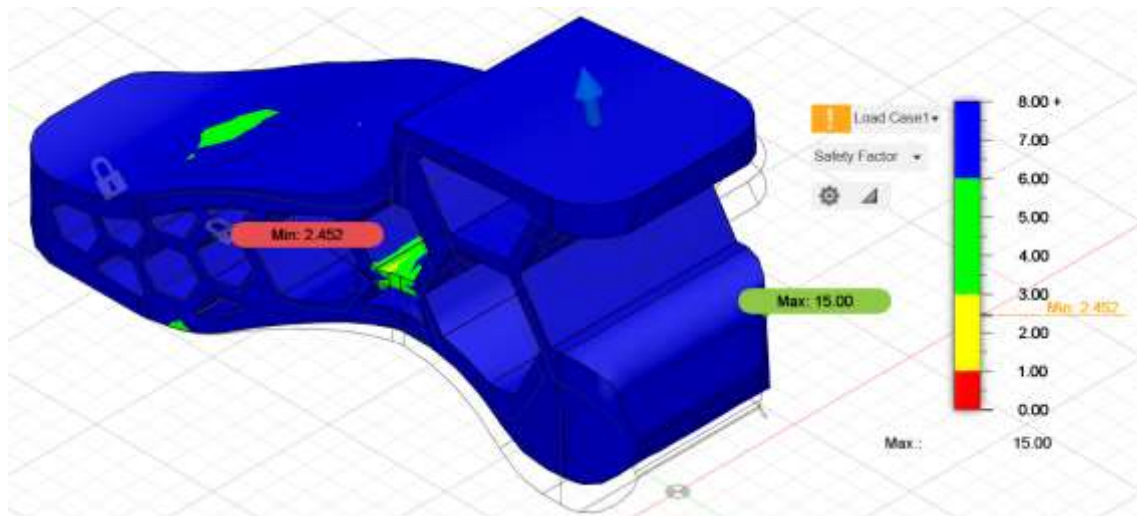 8.00 +
Load Case1
7.00
Safety Factor
6.00
5.00
Min: 2.452
4.00
Max: 15.00
3.00
Min: 2.452
2.00
1.00
0.00
Max.: 15.00